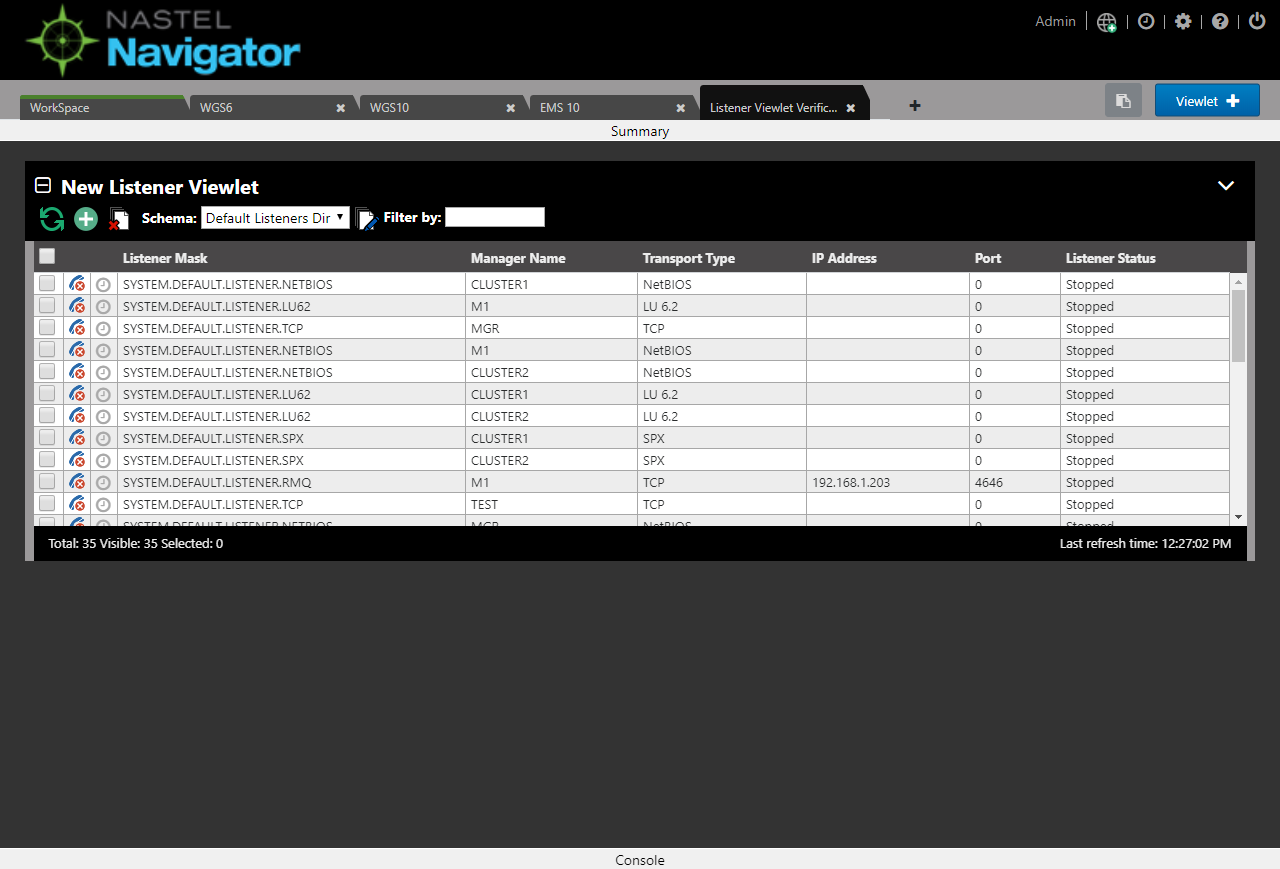 NASTEL
Navigator
Admin
WorkSpace
WGS6
WGS10
EMS 10
Listener Viewlet Verific...
Viewlet
Summary
New Listener Viewlet
Schema: Default Listeners Dir Filter by:
Listener Mask Manager Name Transport Type IP Address Port Listener Status
SYSTEM.DEFAULT.LISTENER.NETBIOS CLUSTER1 NetBIOS 0 Stopped
SYSTEM.DEFAULT.LISTENER.LU62 M1 LU 6.2 0 Stopped
SYSTEM.DEFAULT.LISTENER.TCP MGR TCP 0 Stopped
SYSTEM.DEFAULT.LISTENER.NETBIOS M1 NetBIOS 0 Stopped
SYSTEM.DEFAULT.LISTENER.NETBIOS CLUSTER2 NetBIOS 0 Stopped
SYSTEM.DEFAULT.LISTENER.LU62 CLUSTER1 LU 6.2 0 Stopped
SYSTEM.DEFAULT.LISTENER.LU62 CLUSTER2 LU 6.2 0 Stopped
SYSTEM.DEFAULT.LISTENER.SPX CLUSTER1 SPX 0 Stopped
SYSTEM.DEFAULT.LISTENER.SPX CLUSTER2 SPX 0 Stopped
SYSTEM.DEFAULT.LISTENER.RMQ M1 TCP 192.168.1.203 4646 Stopped
SYSTEM.DEFAULT.LISTENER.TCP TEST TCP 0 Stopped
SYSTEM.DEFAULT.LISTENER.NETBIOS MGR NetBIOS 0 Stopped
Total: 35 Visible: 35 Selected: 0
Last refresh time: 12:27:02 PM
Console